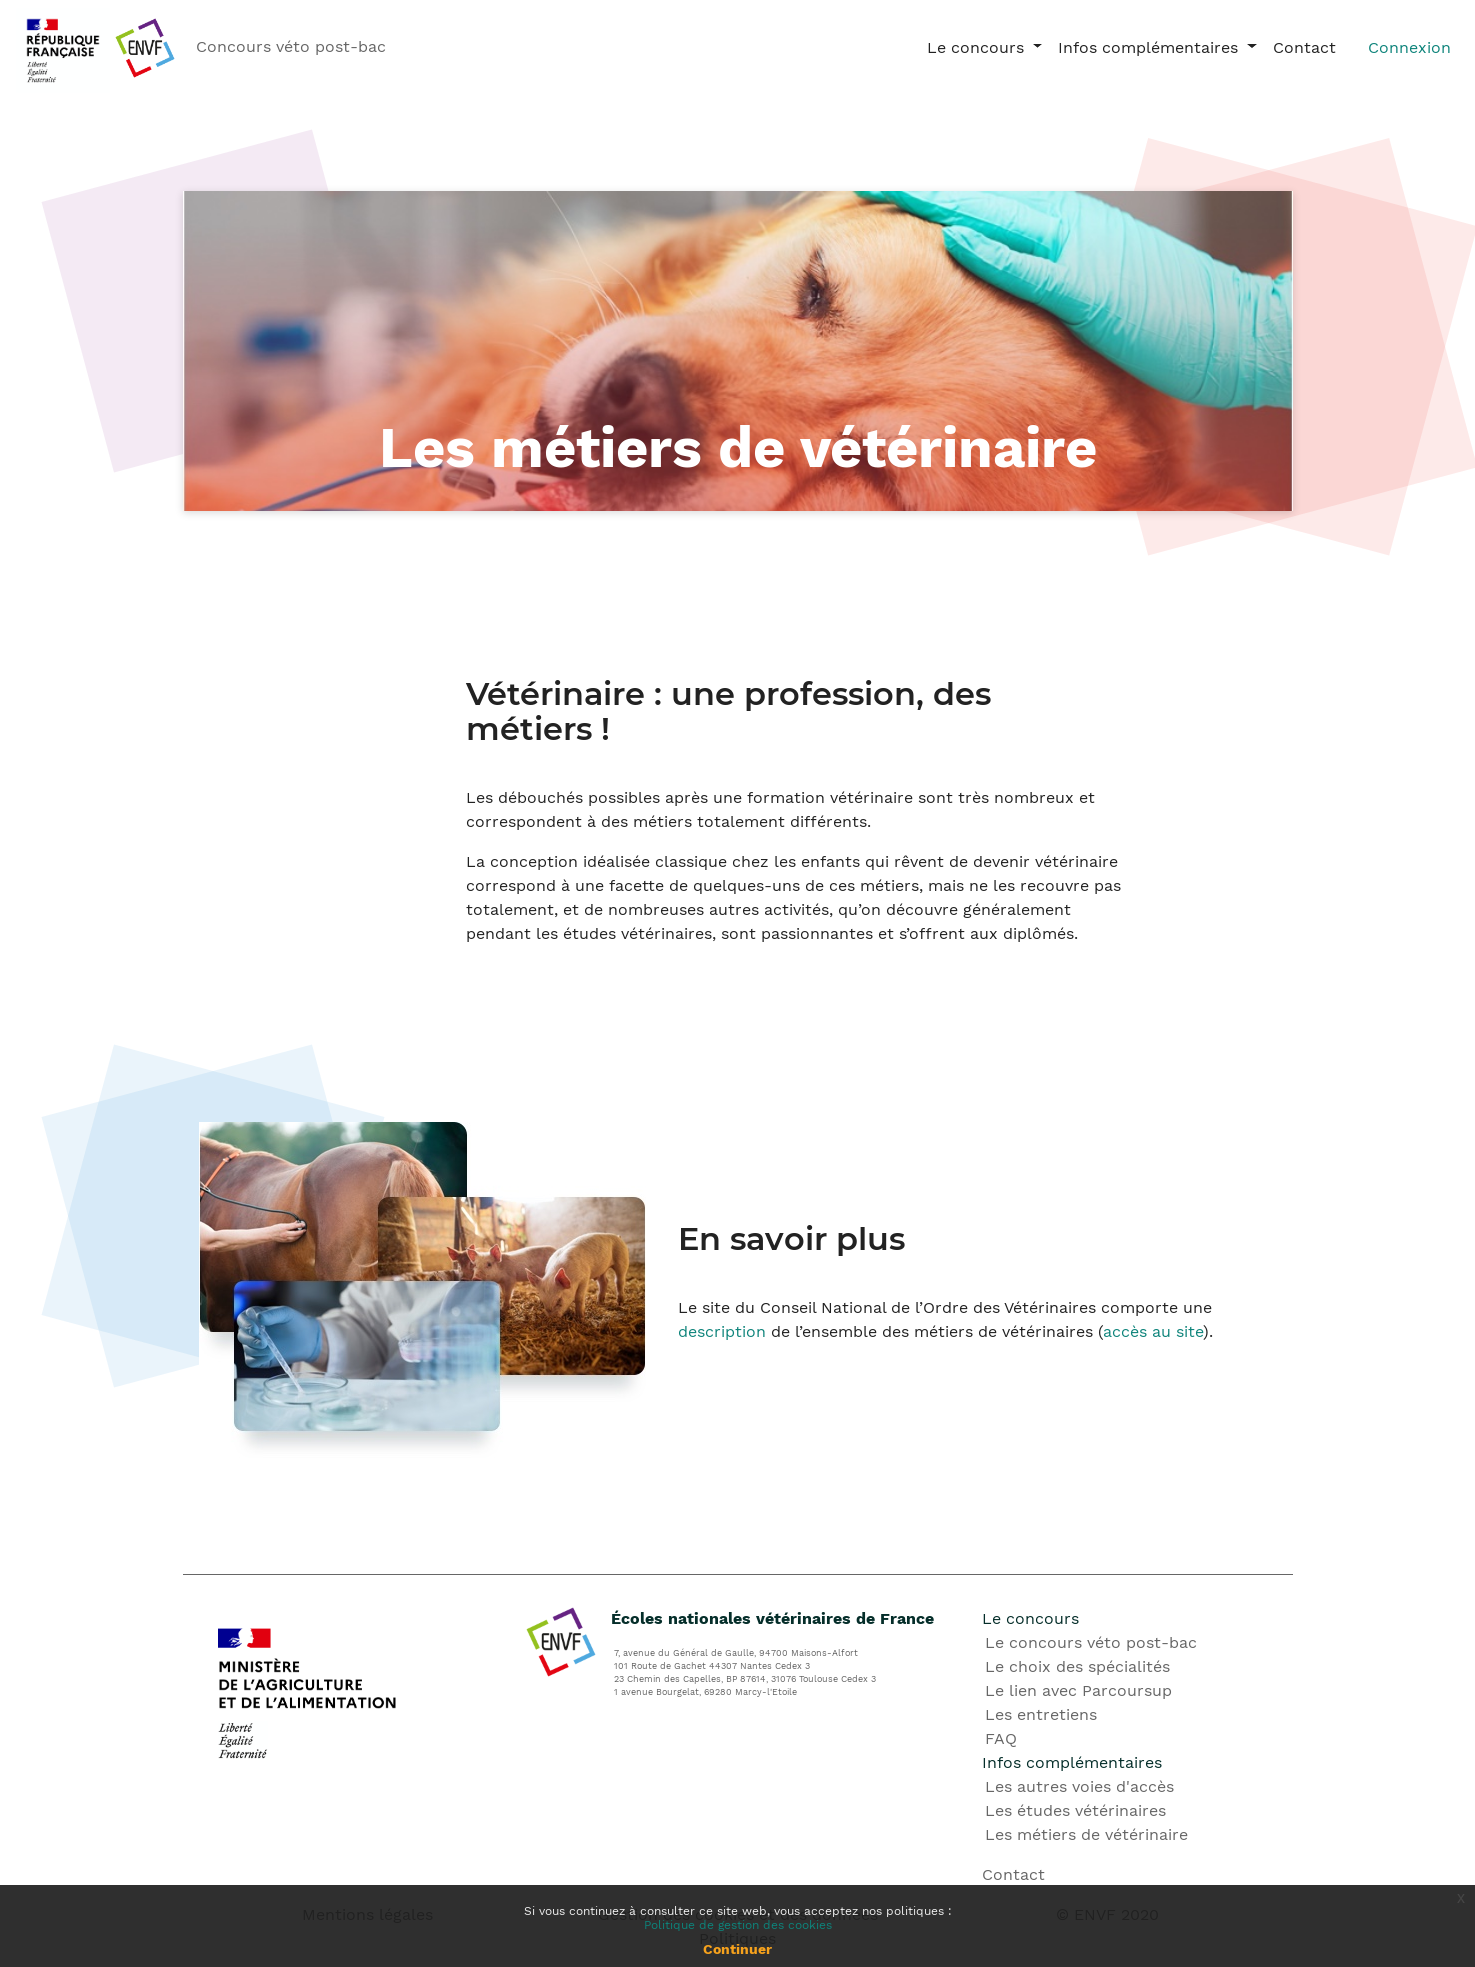 RÉPUBLIQUE
FRANÇAISE
Liberté
Égalité
Fraternité
ENVF
Concours véto post-bac
Le concours
Infos complémentaires
Contact
Connexion
Les métiers de vétérinaire
Vétérinaire : une profession, des
métiers !
Les débouchés possibles après une formation vétérinaire sont très nombreux et
correspondent à des métiers totalement différents.
La conception idéalisée classique chez les enfants qui rêvent de devenir vétérinaire
correspond à une facette de quelques-uns de ces métiers, mais ne les recouvre pas
totalement, et de nombreuses autres activités, qu’on découvre généralement
pendant les études vétérinaires, sont passionnantes et s’offrent aux diplômés.
En savoir plus
Le site du Conseil National de l’Ordre des Vétérinaires comporte une
description de l’ensemble des métiers de vétérinaires (accès au site).
MINISTÈRE
DE L’AGRICULTURE
ET DE L’ALIMENTATION
Liberté
Égalité
Fraternité
ENVF
Écoles nationales vétérinaires de France
7, avenue du Général de Gaulle, 94700 Maisons-Alfort
101 Route de Gachet 44307 Nantes Cedex 3
23 Chemin des Capelles, BP 87614, 31076 Toulouse Cedex 3
1 avenue Bourgelat, 69280 Marcy-l'Etoile
Le concours
Le concours véto post-bac
Le choix des spécialités
Le lien avec Parcoursup
Les entretiens
FAQ
Infos complémentaires
Les autres voies d'accès
Les études vétérinaires
Les métiers de vétérinaire
Contact
x
Mentions légales
Si vous continuez à consulter ce site web, vous acceptez nos politiques :
Politique de gestion des cookies
© ENVF 2020
Politiques
Continuer